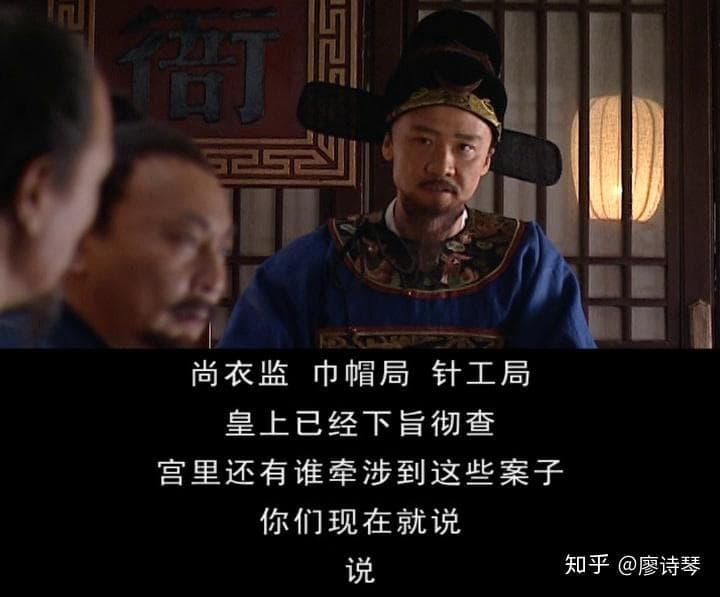 衙
尚衣监 巾帽局 针工局
皇上已经下旨彻查
宫里还有谁牵涉到这些案子
你们现在就说
说
知乎 @廖诗琴